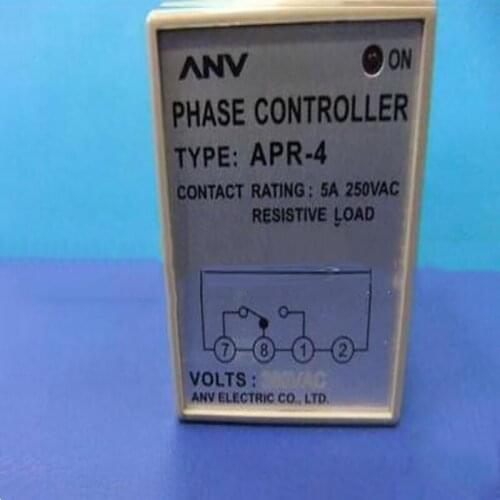 ANV
ON
PHASE CONTROLLER
TYPE: APR-4
CONTACT RATING : 5A 250VAC
RESISTIVE LOAD
7 8 1 2
VOLTS :
ANV ELECTRIC CO., LTD.